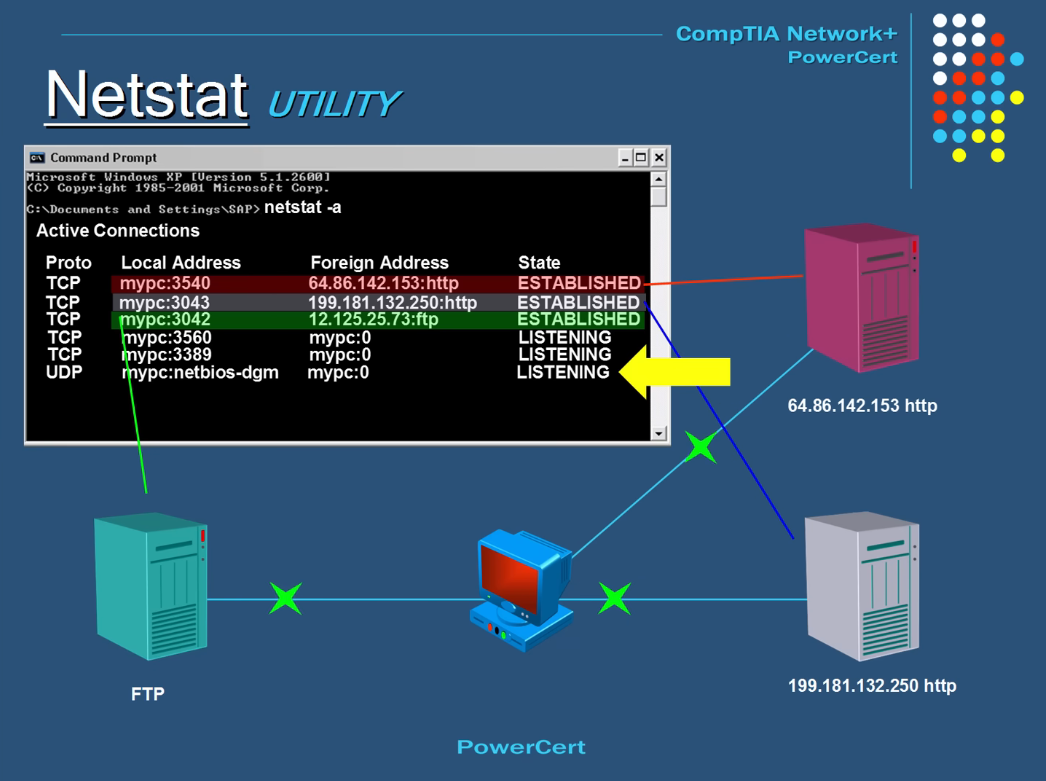 CompTIA Network+
PowerCert
Netstat UTILITY
Command Prompt
Microsoft Windows XP [Version 5.1.2600]
(C) Copyright 1985-2001 Microsoft Corp.
C:\Documents and Settings\SAP> netstat -a
Active Connections
Proto Local Address Foreign Address State
TCP mypc:3540 64.86.142.153:http ESTABLISHED
TCP mypc:3043 199.181.132.250:http ESTABLISHED
TCP mypc:3042 12.125.25.73:ftp ESTABLISHED
TCP mypc:3560 mypc:0 LISTENING
TCP mypc:3389 mypc:0 LISTENING
UDP mypc:netbios-dgm mypc:0 LISTENING
64.86.142.153 http
FTP
199.181.132.250 http
PowerCert